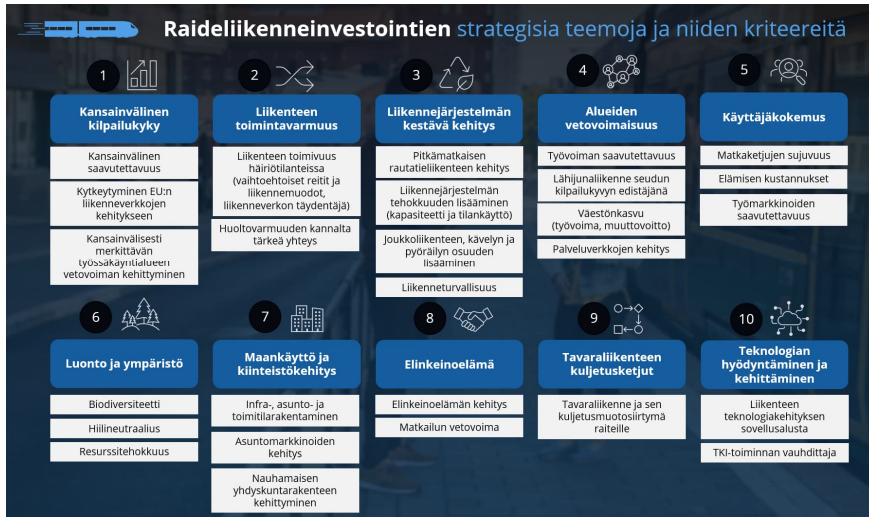 Raideliikenneinvestointien strategisia teemoja ja niiden kriteereitä
1
Kansainvälinen
kilpailukyky
Kansainvälinen
saavutettavuus
Kytkeytyminen EU:n
liikenneverkkojen
kehitykseen
Kansainvälisesti
merkittävän
työssäkäyntialueen
vetovoiman kehittyminen
2
Liikenteen
toimintavarmuus
Liikenteen toimivuus
häiriötilanteissa
(vaihtoehtoiset reitit ja
liikennemuodot,
liikenneverkon täydentäjä)
Huoltovarmuuden kannalta
tärkeä yhteys
3
Liikennejärjestelmän
kestävä kehitys
Pitkämatkaisen
rautatieliikenteen kehitys
Liikennejärjestelmän
tehokkuuden lisääminen
(kapasiteetti ja tilankäyttö)
Joukkoliikenteen, kävelyn ja
pyöräilyn osuuden
lisääminen
Liikenneturvallisuus
4
Alueiden
vetovoimaisuus
Työvoiman saavutettavuus
Lähijunaliikenne seudun
kilpailukyvyn edistäjänä
Väestönkasvu
(työvoima, muuttovoitto)
Palveluverkkojen kehitys
5
Käyttäjäkokemus
Matkaketjujen sujuvuus
Elämisen kustannukset
Työmarkkinoiden
saavutettavuus
6
Luonto ja ympäristö
Biodiversiteetti
Hiilineutraalius
Resurssitehokkuus
7
Maankäyttö ja
kiinteistökehitys
Infra-, asunto- ja
toimitilarakentaminen
Asuntomarkkinoiden
kehitys
Nauhamaisen
yhdyskuntarakenteen
kehittyminen
8
Elinkeinoelämä
Elinkeinoelämän kehitys
Matkailun vetovoima
9
Tavaraliikenteen
kuljetusketjut
Tavaraliikenne ja sen
kuljetusmuotosiirtymä
raiteille
10
Teknologian
hyödyntäminen ja
kehittäminen
Liikenteen
teknologiakehityksen
sovellusalusta
TKI-toiminnan vauhdittaja